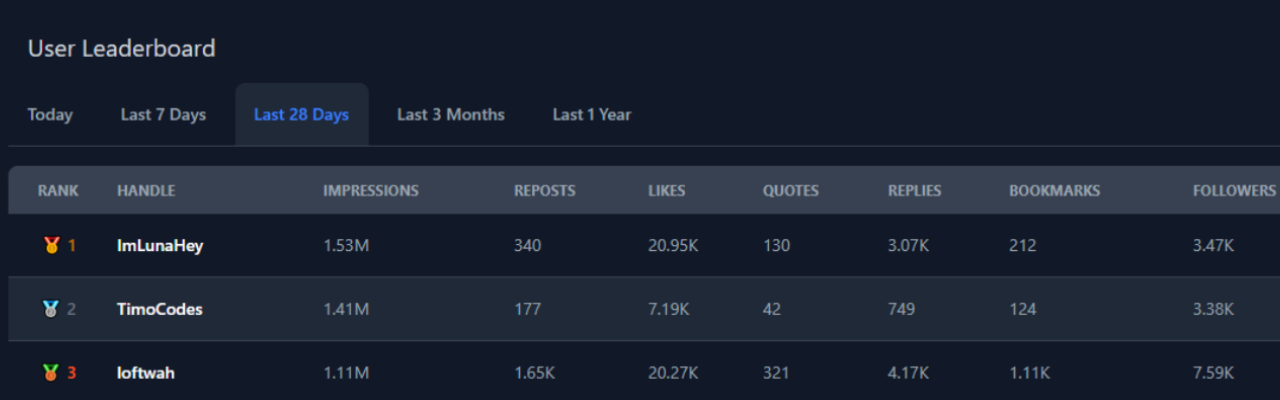 User Leaderboard
Today Last 7 Days Last 28 Days Last 3 Months Last 1 Year
RANK HANDLE IMPRESSIONS REPOSTS LIKES QUOTES REPLIES BOOKMARKS FOLLOWERS
1 ImLunaHey 1.53M 340 20.95K 130 3.07K 212 3.47K
2 TimoCodes 1.41M 177 7.19K 42 749 124 3.38K
3 loftwah 1.11M 1.65K 20.27K 321 4.17K 1.11K 7.59K